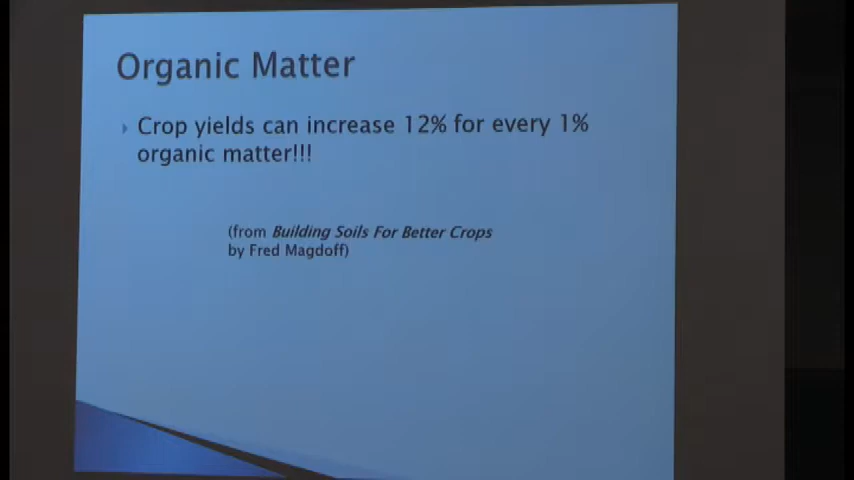 Organic Matter
Crop yields can increase 12% for every 1%
organic matter!!!
(from Building Soils For Better Crops
by Fred Magdoff)